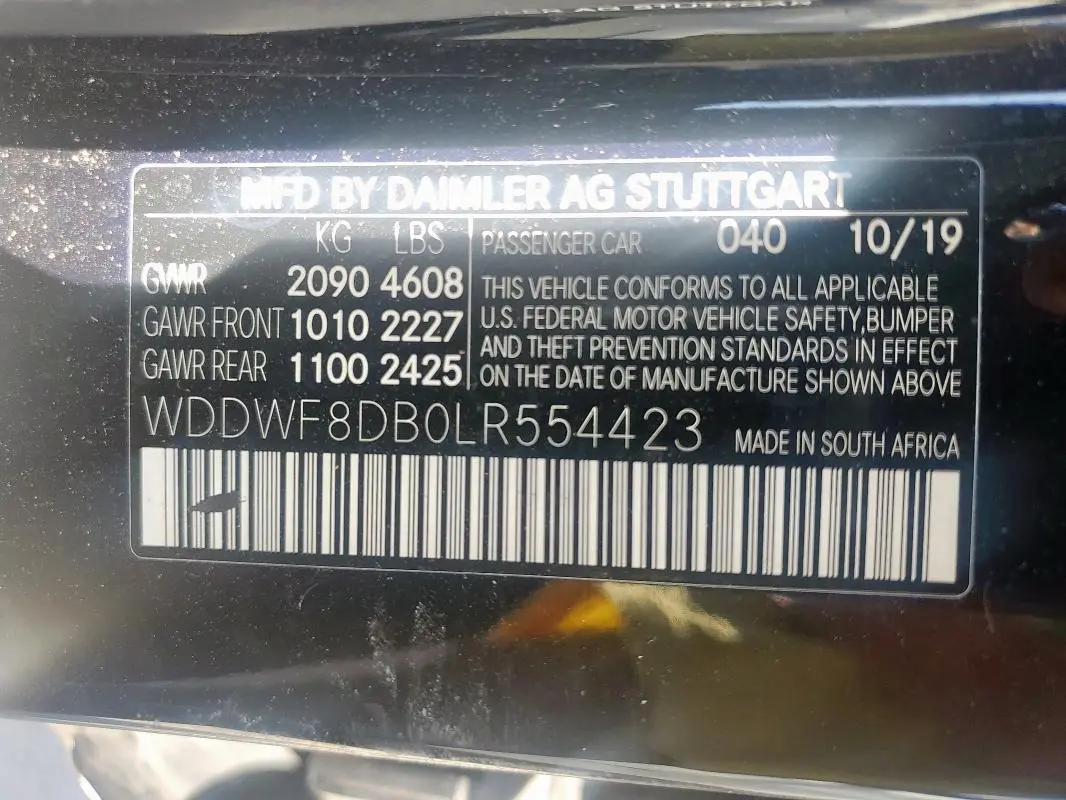 MFD BY DAIMLER AG STUTTGART
KG LBS
GVWR 2090 4608
GAWR FRONT 1010 2227
GAWR REAR 1100 2425
PASSENGER CAR 040 10/19
THIS VEHICLE CONFORMS TO ALL APPLICABLE
U.S. FEDERAL MOTOR VEHICLE SAFETY,BUMPER
AND THEFT PREVENTION STANDARDS IN EFFECT
ON THE DATE OF MANUFACTURE SHOWN ABOVE
WDDWF8DB0LR554423
MADE IN SOUTH AFRICA